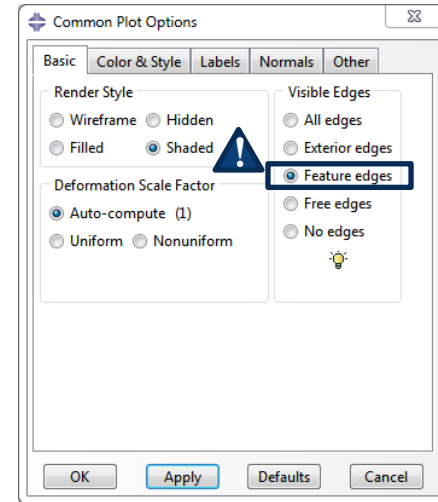 Common Plot Options
Basic Color & Style Labels Normals Other
Render Style
Wireframe Hidden
Filled Shaded
Deformation Scale Factor
Auto-compute (1)
Uniform Nonuniform
Visible Edges
All edges
Exterior edges
Feature edges
Free edges
No edges
OK Apply Defaults Cancel